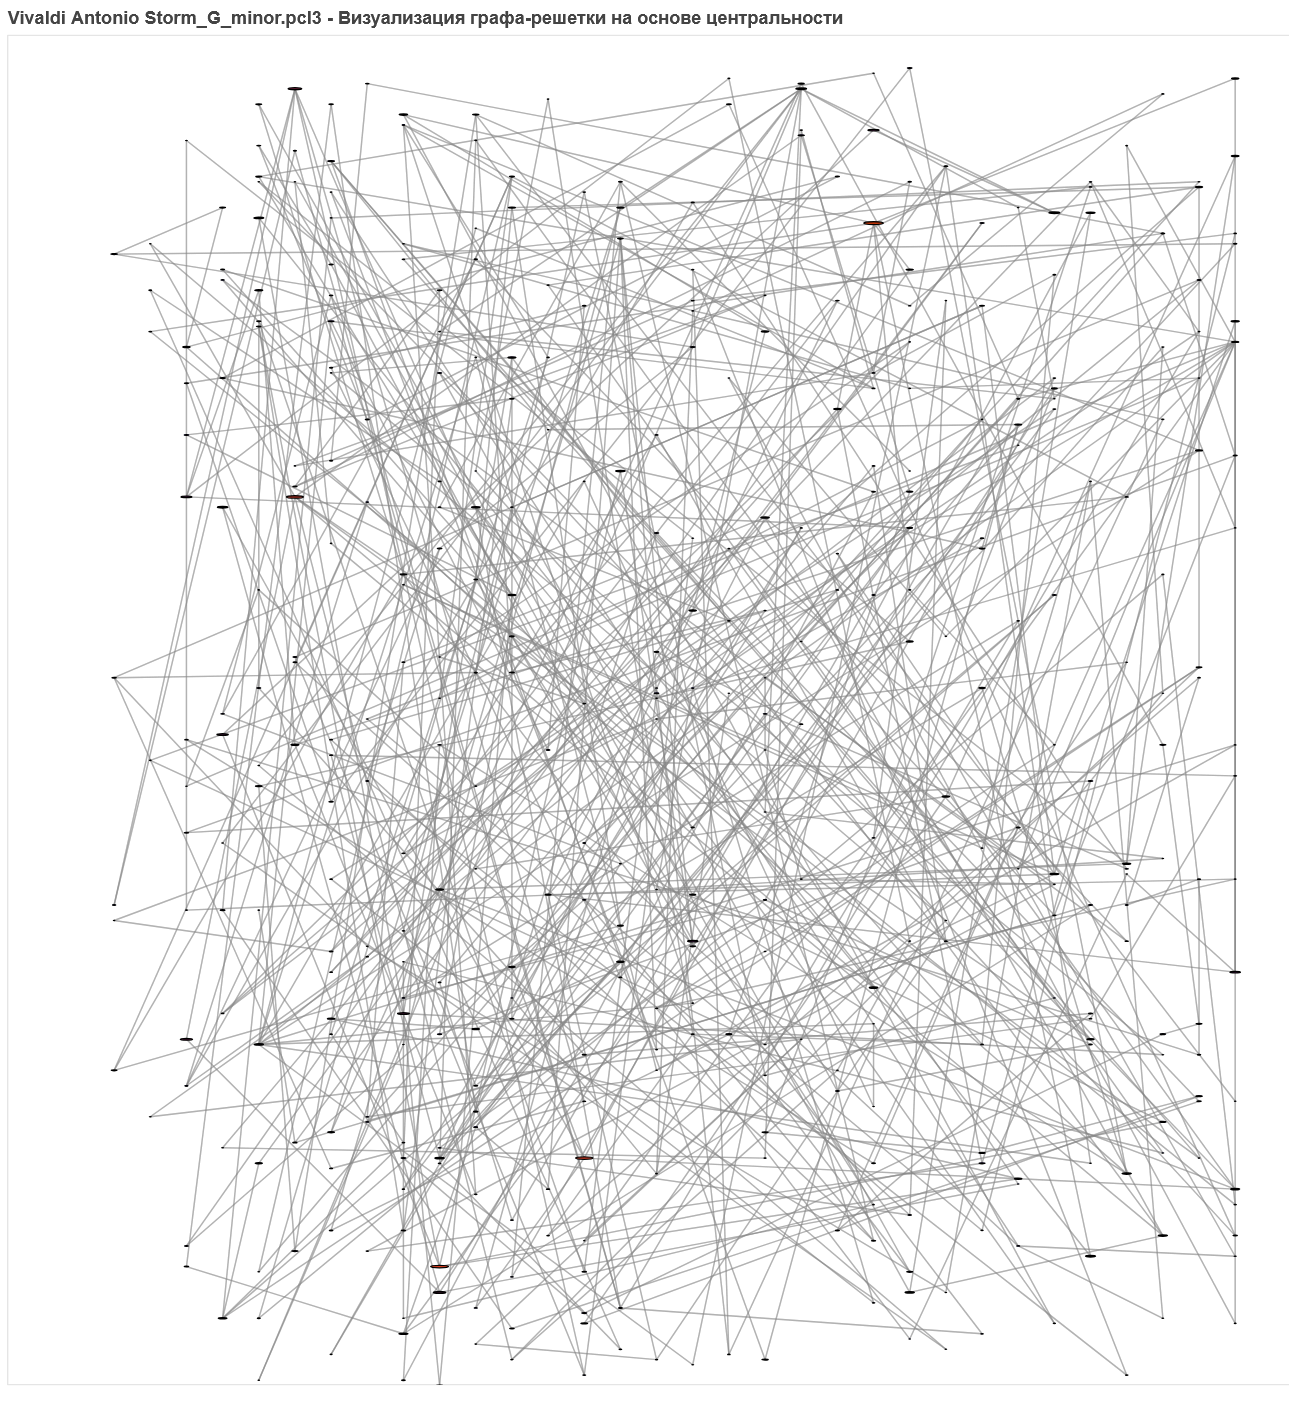 Vivaldi Antonio Storm_G_minor.pcl3 - Визуализация графа-решетки на основе центральности